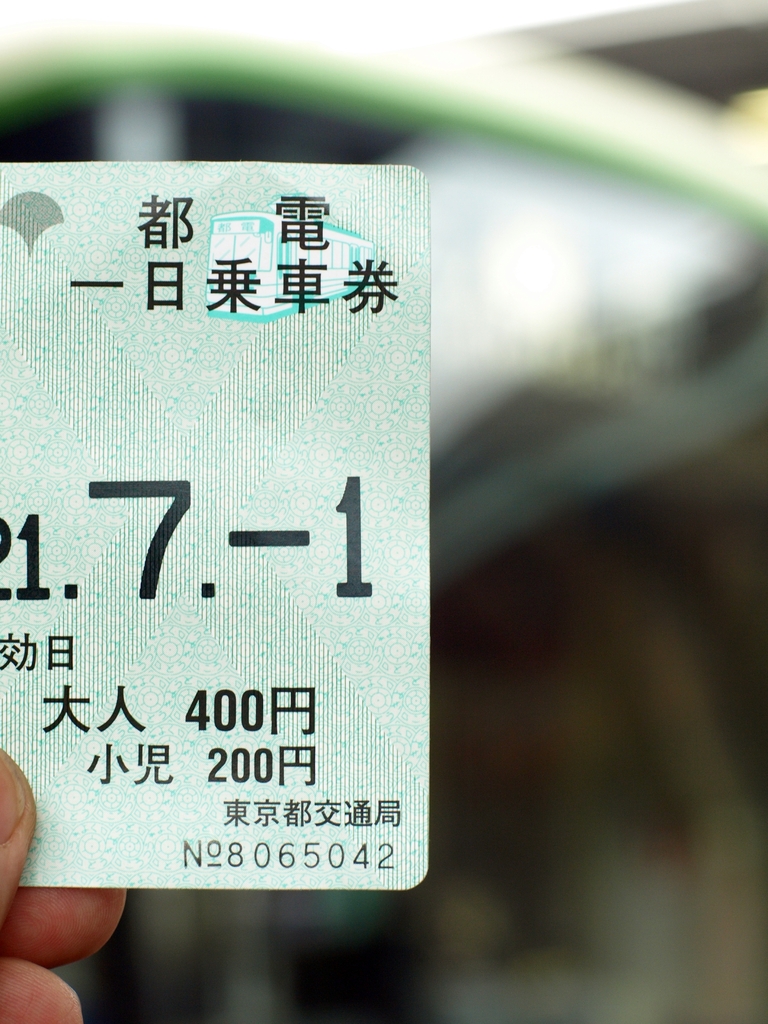 都電
一日乗車券
21.7.-1
効日
大人 400円
小児 200円
東京都交通局
№8065042